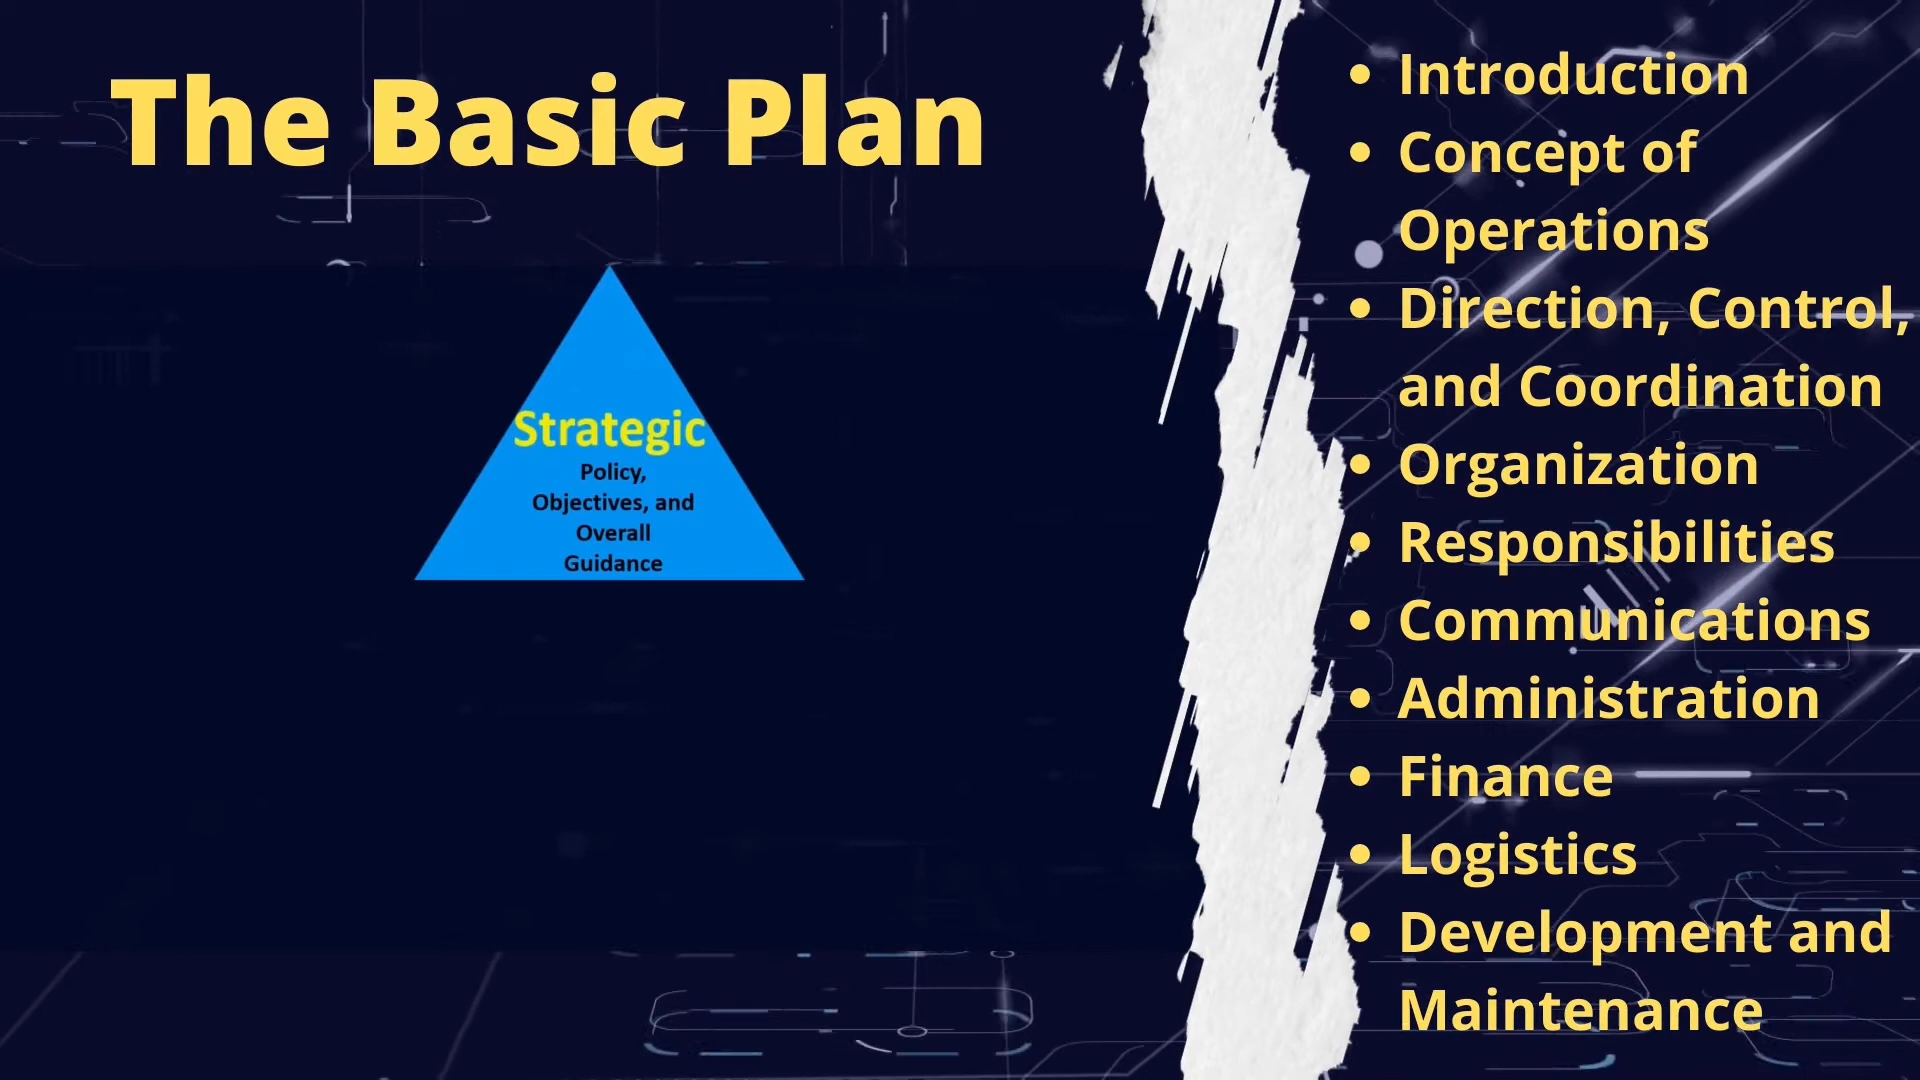 The Basic Plan
Strategic
Policy,
Objectives, and
Overall
Guidance
• Introduction
• Concept of
Operations
• Direction, Control,
and Coordination
• Organization
• Responsibilities
• Communications
• Administration
• Finance
• Logistics
• Development and
Maintenance